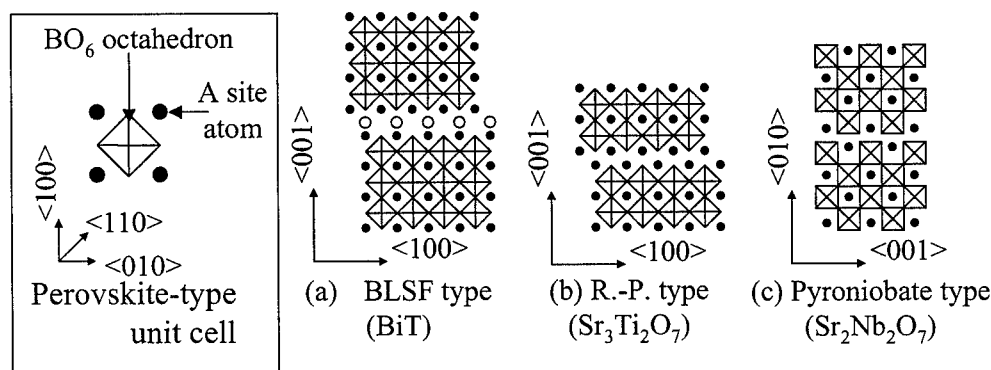 BO₆ octahedron
A site
atom
<100>
<110>
<010>
Perovskite-type
unit cell
<001>
<100>
(a) BLSF type
(BiT)
<001>
<100>
(b) R.-P. type
(Sr₃Ti₂O₇)
<010>
<001>
(c) Pyroniobate type
(Sr₂Nb₂O₇)